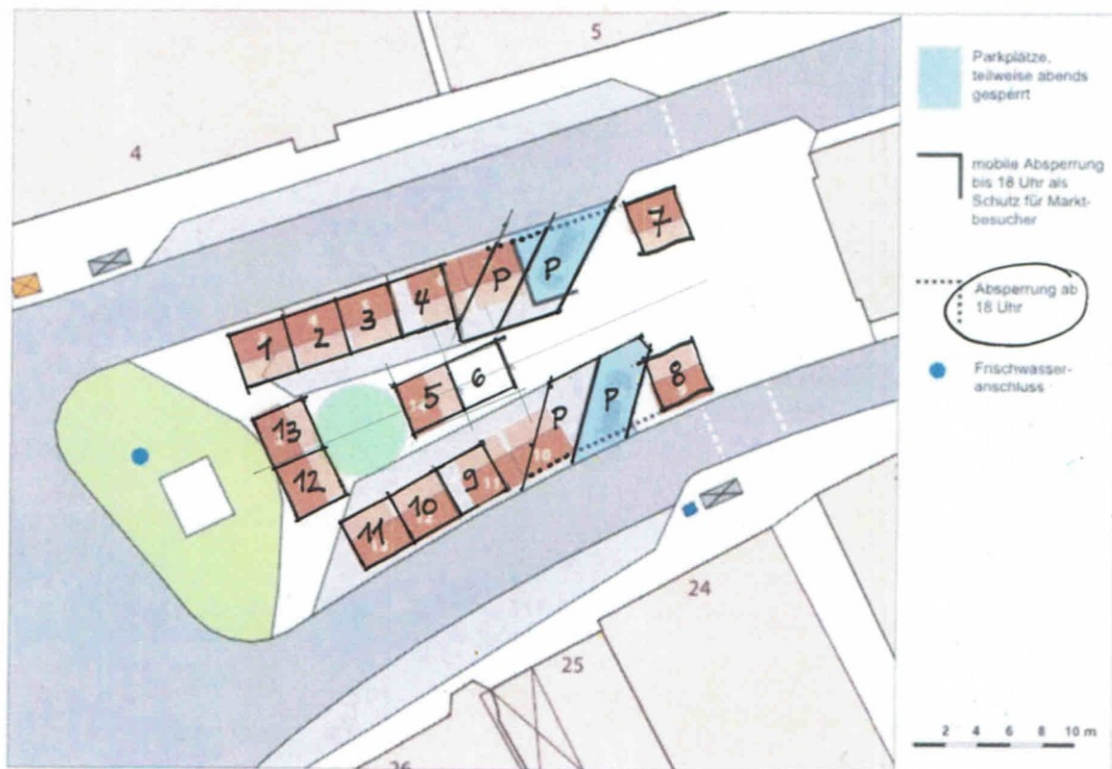 5
4
1
2
3
4
P
P
7
5
6
8
P
P
13
12
9
10
11
10
24
25
26
Parkplätze,
teilweise abends
gesperrt
mobile Absperrung
bis 18 Uhr als
Schutz für Markt-
besucher
Absperrung ab
18 Uhr
Frischwasser-
anschluss
2 4 6 8 10 m